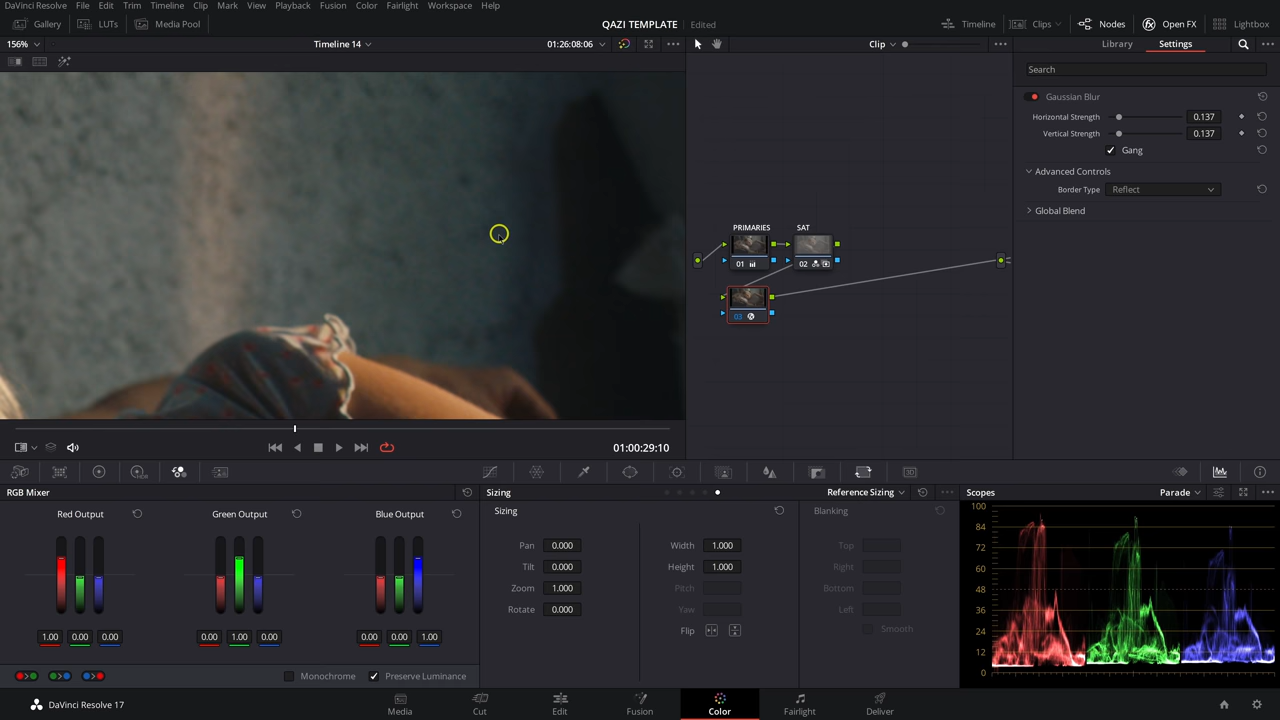 DaVinci Resolve File Edit Trim Timeline Clip Mark View Playback Fusion Color Fairlight Workspace Help
Gallery LUTs Media Pool QAZI TEMPLATE Edited Timeline Clips Nodes Open FX Lightbox
156% Timeline 14 01:26:08:06 Clip Library Settings
Search
Gaussian Blur
Horizontal Strength 0.137
Vertical Strength 0.137
Gang
Advanced Controls
Border Type Reflect
Global Blend
PRIMARIES SAT
01 02
03
01:00:29:10
RGB Mixer Sizing Reference Sizing Scopes Parade
Red Output Green Output Blue Output Sizing Blanking
Pan 0.000 Width 1.000 Top
Tilt 0.000 Height 1.000 Right
Zoom 1.000 Pitch Bottom
Rotate 0.000 Yaw Left
Flip Smooth
1.00 0.00 0.00 0.00 1.00 0.00 0.00 0.00 1.00
Monochrome Preserve Luminance
100
84
72
60
48
36
24
12
0
DaVinci Resolve 17 Media Cut Edit Fusion Color Fairlight Deliver